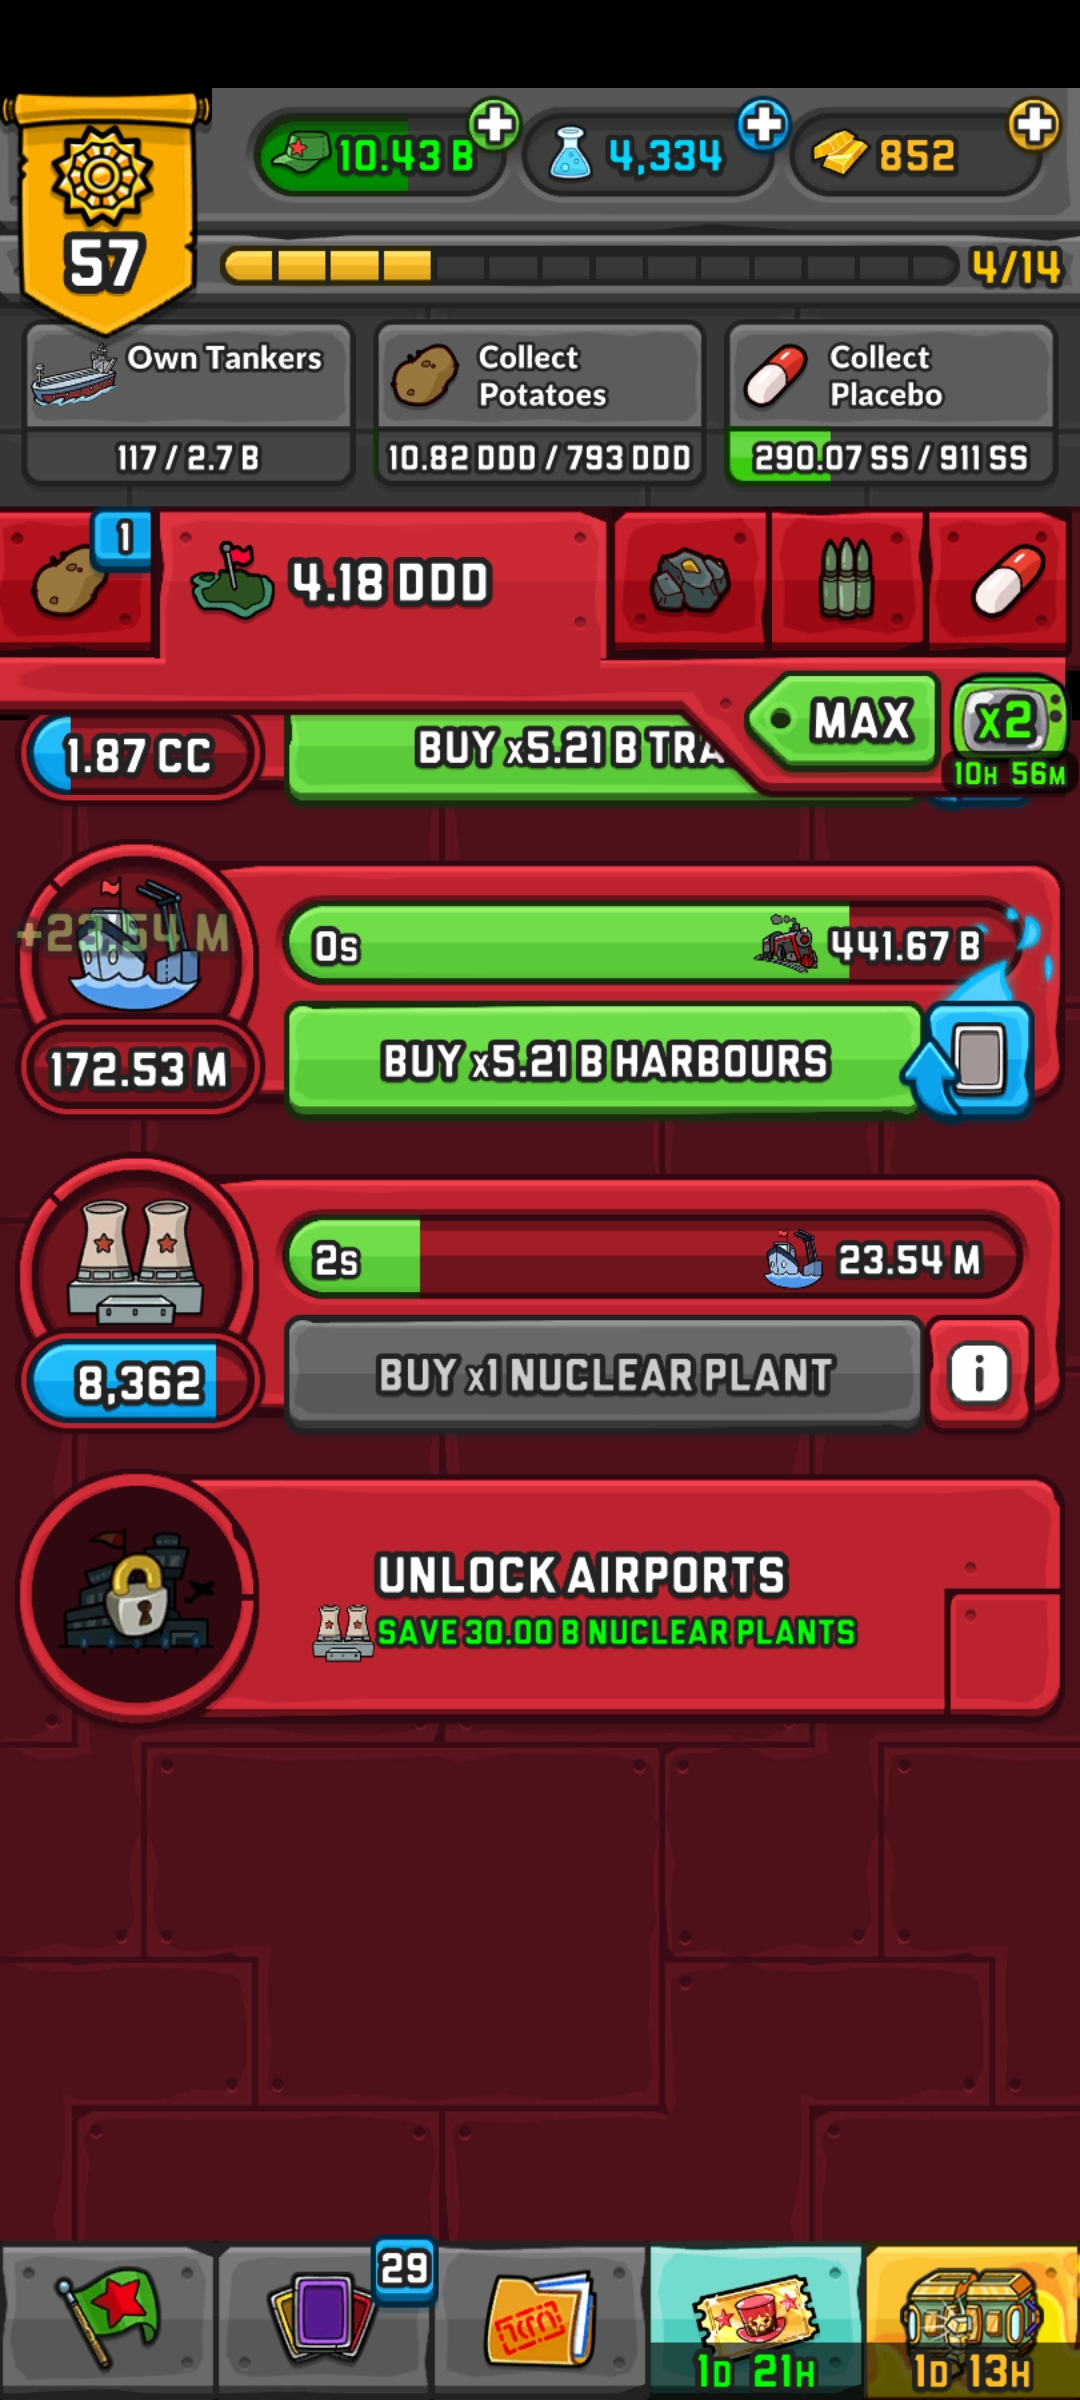 57
10.43 B
4,334
852
4/14
Own Tankers
117 / 2.7 B
Collect
Potatoes
10.82 DDD / 793 DDD
Collect
Placebo
290.07 SS / 911 SS
1
4.18 DDD
MAX
x2
10H 56M
1.87 CC
BUY x5.21 B TRA
+23.54 M
0s
441.67 B
172.53 M
BUY x5.21 B HARBOURS
2s
23.54 M
8,362
BUY x1 NUCLEAR PLANT
i
UNLOCK AIRPORTS
SAVE 30.00 B NUCLEAR PLANTS
29
1D 21H
1D 13H